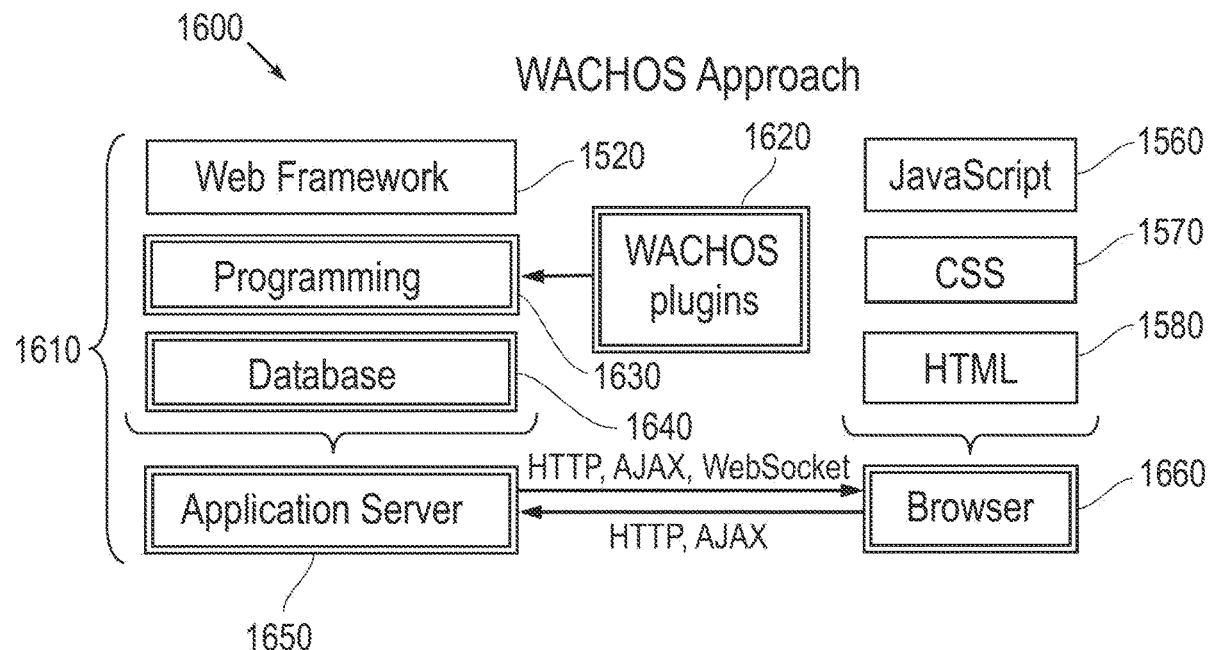 1600
WACHOS Approach
Web Framework
1520
1620
JavaScript
1560
Programming
WACHOS
plugins
CSS
1570
1610
Database
1630
HTML
1580
1640
Application Server
HTTP, AJAX, WebSocket
HTTP, AJAX
Browser
1660
1650